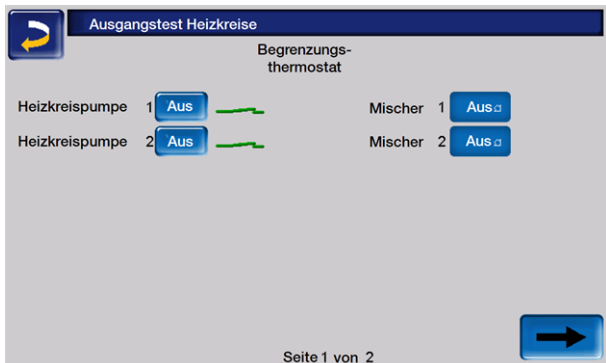 Ausgangstest Heizkreise
Begrenzungs-
thermostat
Heizkreispumpe 1 Aus Mischer 1 Aus
Heizkreispumpe 2 Aus Mischer 2 Aus
Seite 1 von 2